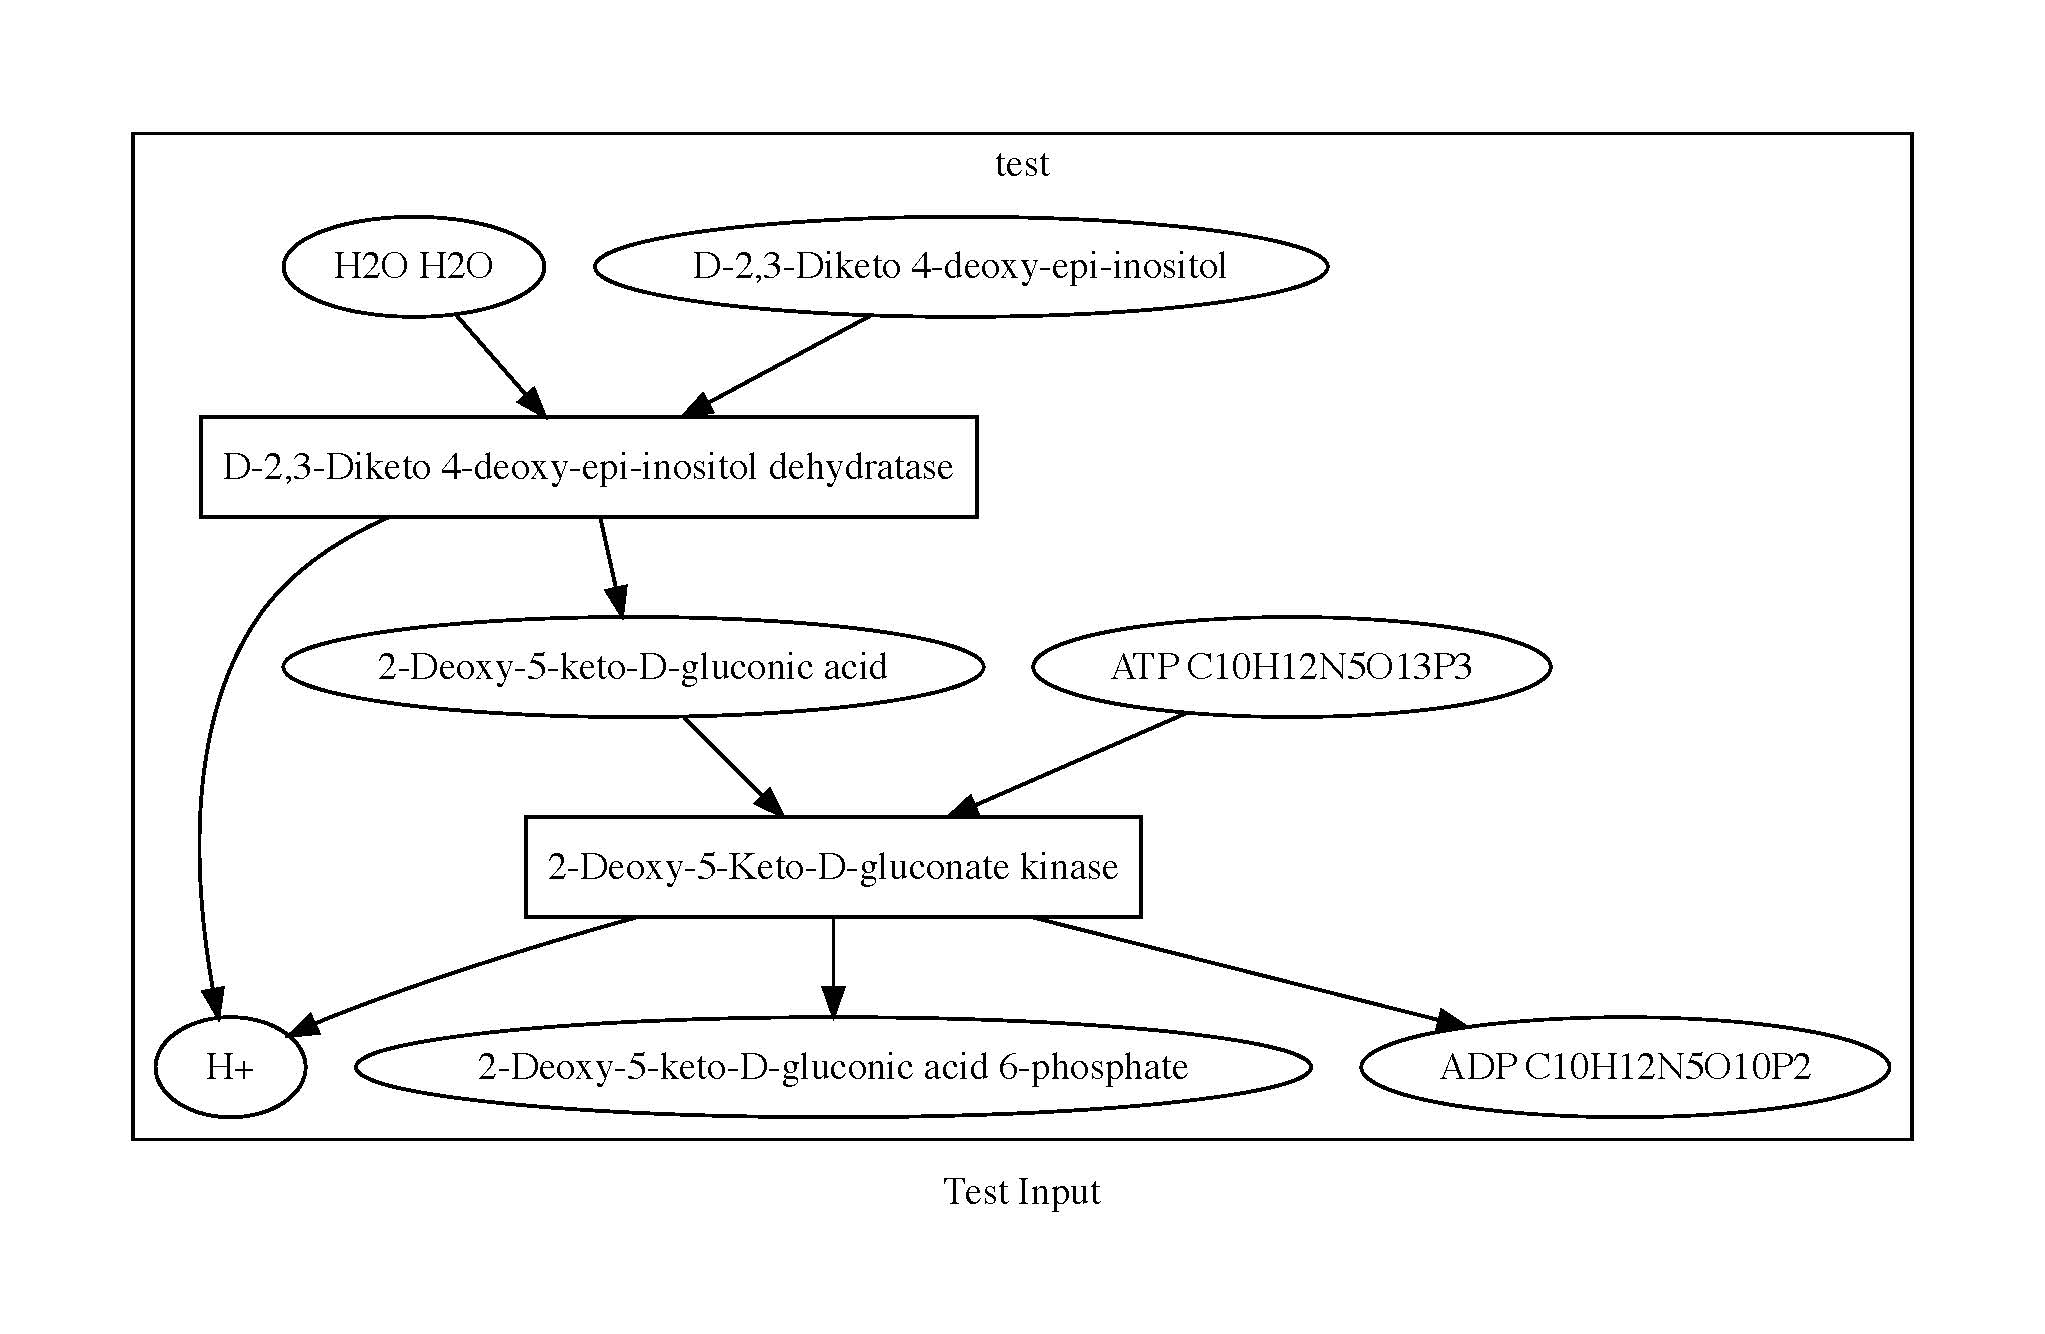 test
H2O H2O
D-2,3-Diketo 4-deoxy-epi-inositol
D-2,3-Diketo 4-deoxy-epi-inositol dehydratase
2-Deoxy-5-keto-D-gluconic acid
ATP C10H12N5O13P3
2-Deoxy-5-Keto-D-gluconate kinase
H+
2-Deoxy-5-keto-D-gluconic acid 6-phosphate
ADP C10H12N5O10P2
Test Input